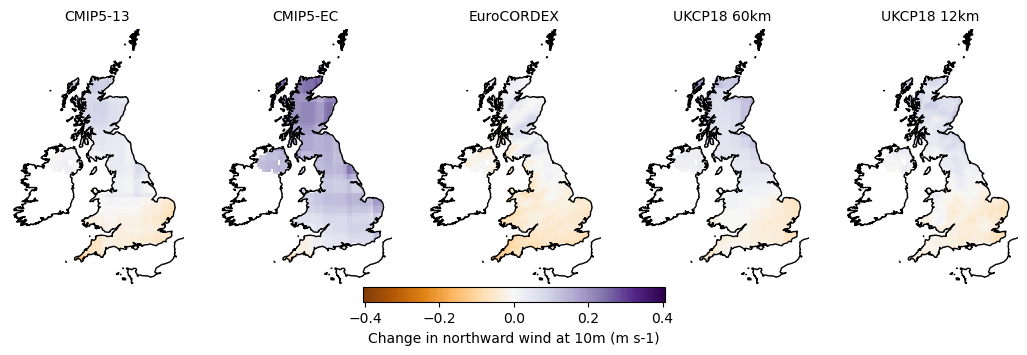 CMIP5-13 CMIP5-EC EuroCORDEX UKCP18 60km UKCP18 12km
−0.4 −0.2 0.0 0.2 0.4
Change in northward wind at 10m (m s-1)